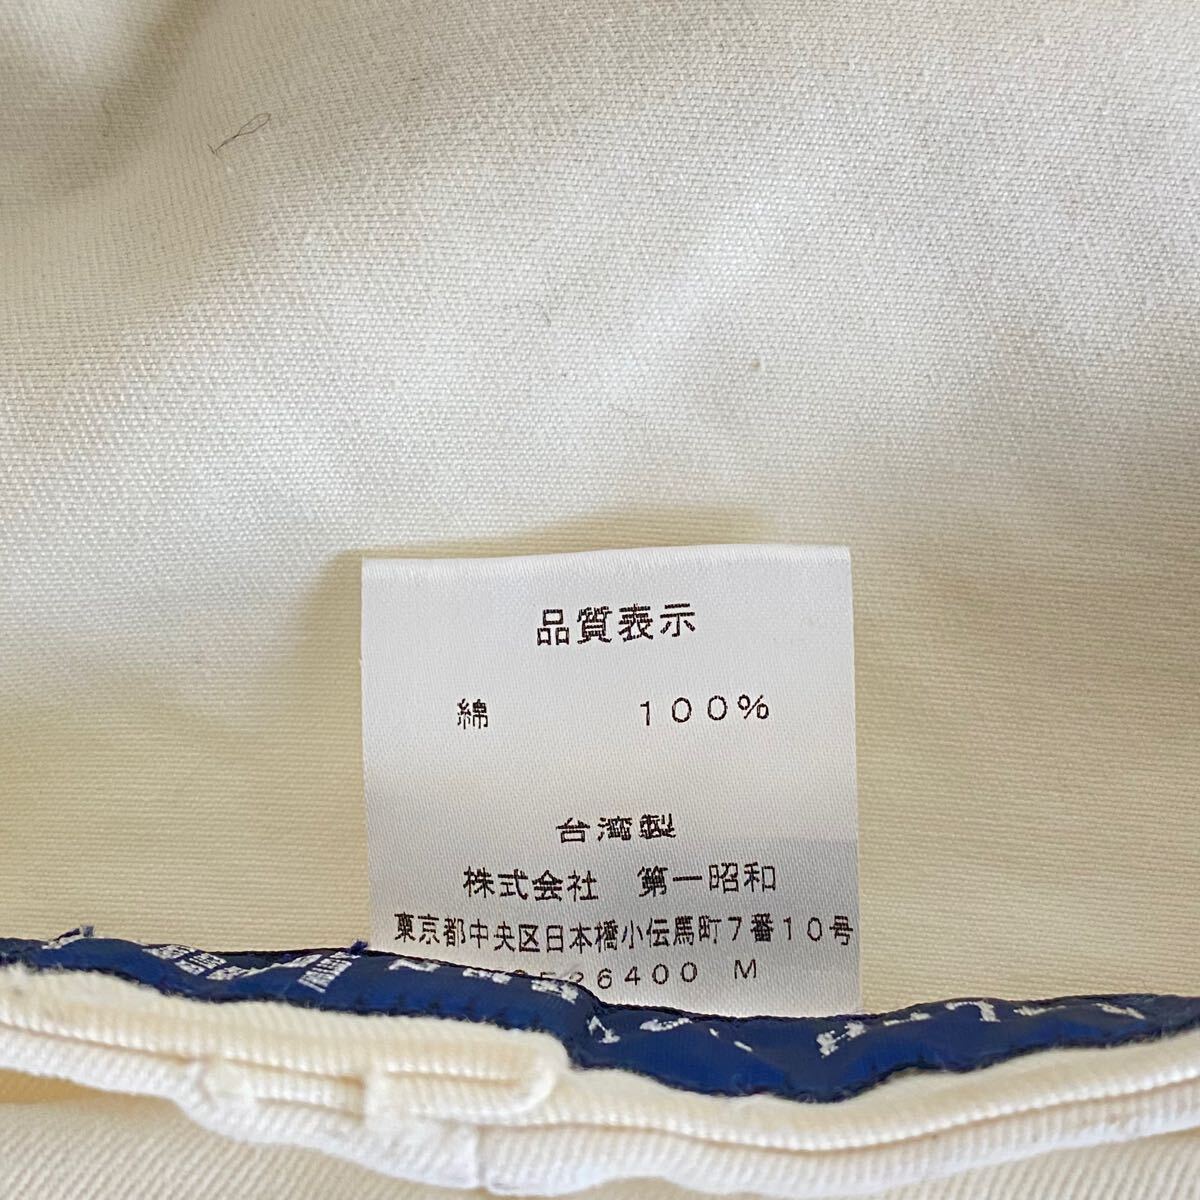 品質表示
綿 100%
台湾製
株式会社 第一昭和
東京都中央区日本橋小伝馬町7番10号
6400 M